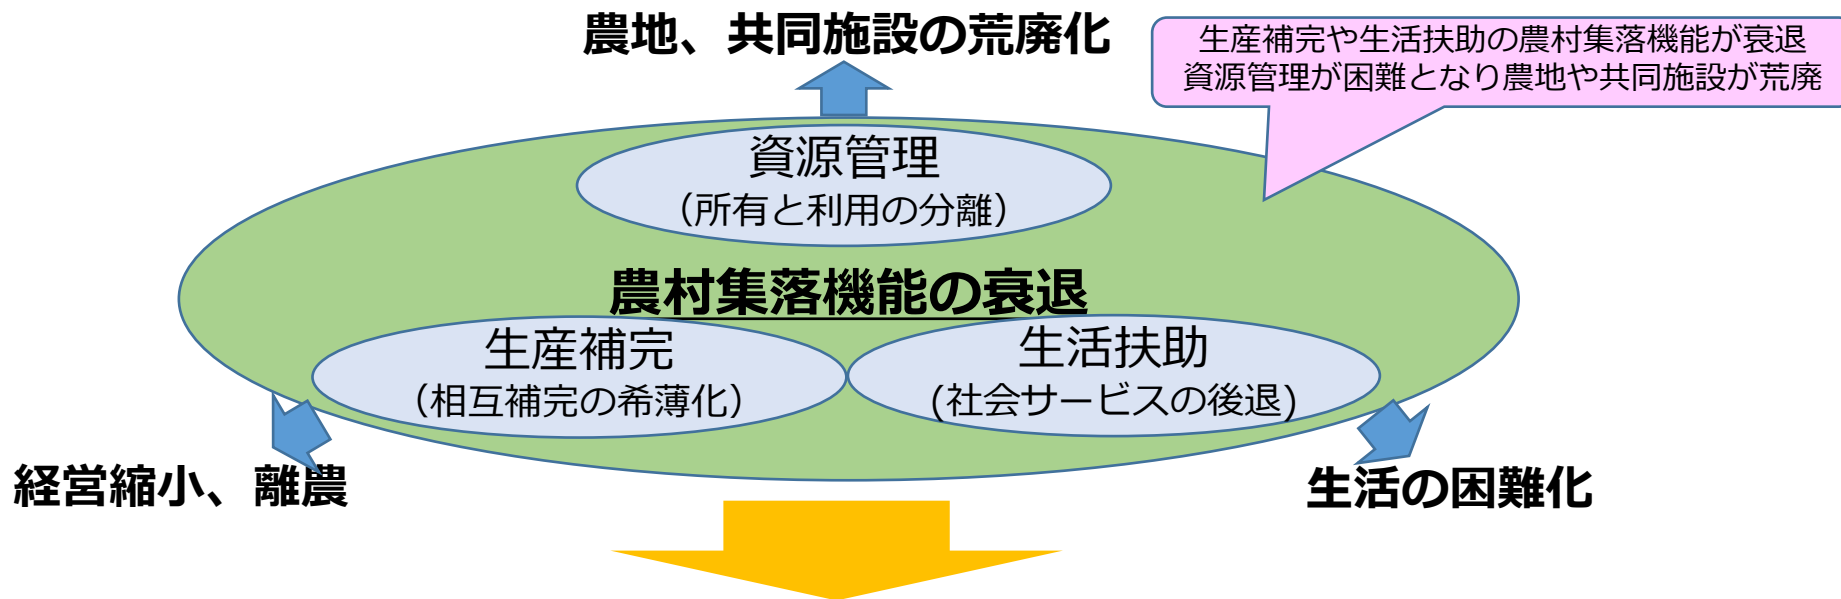 農地、共同施設の荒廃化
生産補完や生活扶助の農村集落機能が衰退
資源管理が困難となり農地や共同施設が荒廃
資源管理
（所有と利用の分離）
農村集落機能の衰退
生産補完
（相互補完の希薄化）
生活扶助
(社会サービスの後退)
経営縮小、離農
生活の困難化